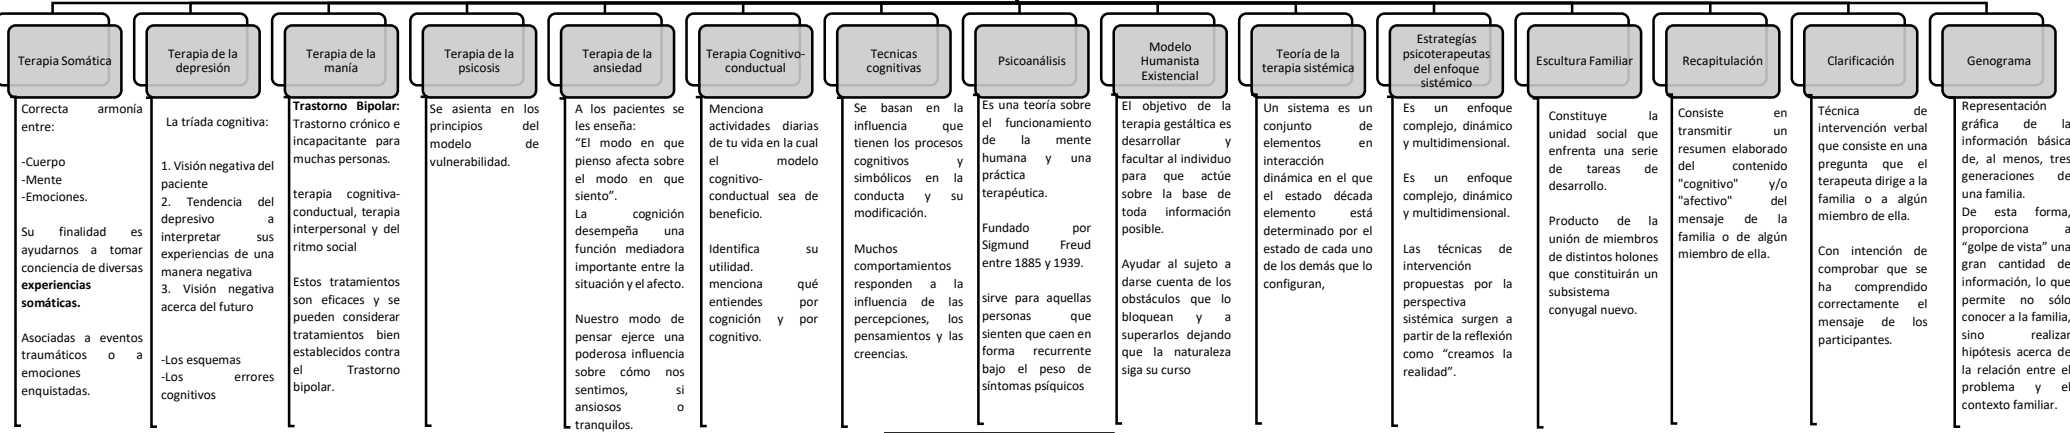 Terapia Somática
Correcta armonía
entre:
-Cuerpo
-Mente
-Emociones.
Su finalidad es
ayudarnos a tomar
conciencia de diversas
experiencias
somáticas.
Asociadas a eventos
traumáticos o a
emociones
enquistadas.
Terapia de la
depresión
La tríada cognitiva:
1. Visión negativa del
paciente
2. Tendencia del
depresivo a
interpretar sus
experiencias de una
manera negativa
3. Visión negativa
acerca del futuro
-Los esquemas
-Los errores
cognitivos
Terapia de la
manía
Trastorno Bipolar:
Trastorno crónico e
incapacitante para
muchas personas.
terapia cognitiva-
conductual, terapia
interpersonal y del
ritmo social
Estos tratamientos
son eficaces y se
pueden considerar
tratamientos bien
establecidos contra
el Trastorno
bipolar.
Terapia de la
psicosis
Se asienta en los
principios del
modelo de
vulnerabilidad.
Terapia de la
ansiedad
A los pacientes se
les enseña:
“El modo en que
pienso afecta sobre
el modo en que
siento”.
La cognición
desempeña una
función mediadora
importante entre la
situación y el afecto.
Nuestro modo de
pensar ejerce una
poderosa influencia
sobre cómo nos
sentimos, si
ansiosos o
tranquilos.
Terapia Cognitivo-
conductual
Menciona
actividades diarias
de tu vida en la cual
el modelo
cognitivo-
conductual sea de
beneficio.
Identifica su
utilidad.
menciona qué
entiendes por
cognición y por
cognitivo.
Tecnicas
cognitivas
Se basan en la
influencia que
tienen los procesos
cognitivos y
simbólicos en la
conducta y su
modificación.
Muchos
comportamientos
responden a la
influencia de las
percepciones, los
pensamientos y las
creencias.
Psicoanálisis
Es una teoría sobre
el funcionamiento
de la mente
humana y una
práctica
terapéutica.
Fundado por
Sigmund Freud
entre 1885 y 1939.
sirve para aquellas
personas que
sienten que caen en
forma recurrente
bajo el peso de
síntomas psíquicos
Modelo
Humanista
Existencial
El objetivo de la
terapia gestáltica es
desarrollar y
facultar al individuo
para que actúe
sobre la base de
toda información
posible.
Ayudar al sujeto a
darse cuenta de los
obstáculos que lo
bloquean y a
superarlos dejando
que la naturaleza
siga su curso
Teoría de la
terapia sistémica
Un sistema es un
conjunto de
elementos en
interacción
dinámica en el que
el estado década
elemento está
determinado por el
estado de cada uno
de los demás que lo
configuran,
Estrategías
psicoterapeutas
del enfoque
sistémico
Es un enfoque
complejo, dinámico
y multidimensional.
Es un enfoque
complejo, dinámico
y multidimensional.
Las técnicas de
intervención
propuestas por la
perspectiva
sistémica surgen a
partir de la reflexión
como “creamos la
realidad”.
Escultura Familiar
Constituye la
unidad social que
enfrenta una serie
de tareas de
desarrollo.
Producto de la
unión de miembros
de distintos holones
que constituirán un
subsistema
conyugal nuevo.
Recapitulación
Consiste en
transmitir un
resumen elaborado
del contenido
"cognitivo" y/o
"afectivo" del
mensaje de la
familia o de algún
miembro de ella.
Clarificación
Técnica de
intervención verbal
que consiste en una
pregunta que el
terapeuta dirige a la
familia o a algún
miembro de ella.
Con intención de
comprobar que se
ha comprendido
correctamente el
mensaje de los
participantes.
Genograma
Representación
gráfica de la
información básica
de, al menos, tres
generaciones de
una familia.
De esta forma,
proporciona a
“golpe de vista” una
gran cantidad de
información, lo que
permite no sólo
conocer a la familia,
sino realizar
hipótesis acerca de
la relación entre el
problema y el
contexto familiar.